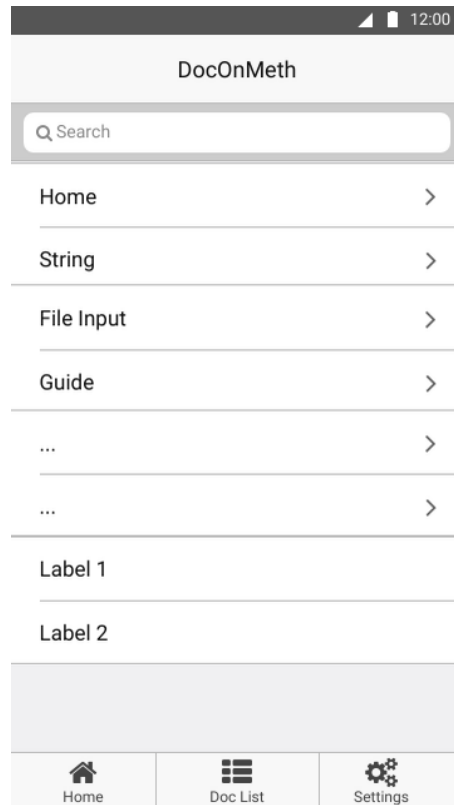 12:00
DocOnMeth
Search
Home
String
File Input
Guide
...
...
Label 1
Label 2
Home Doc List Settings